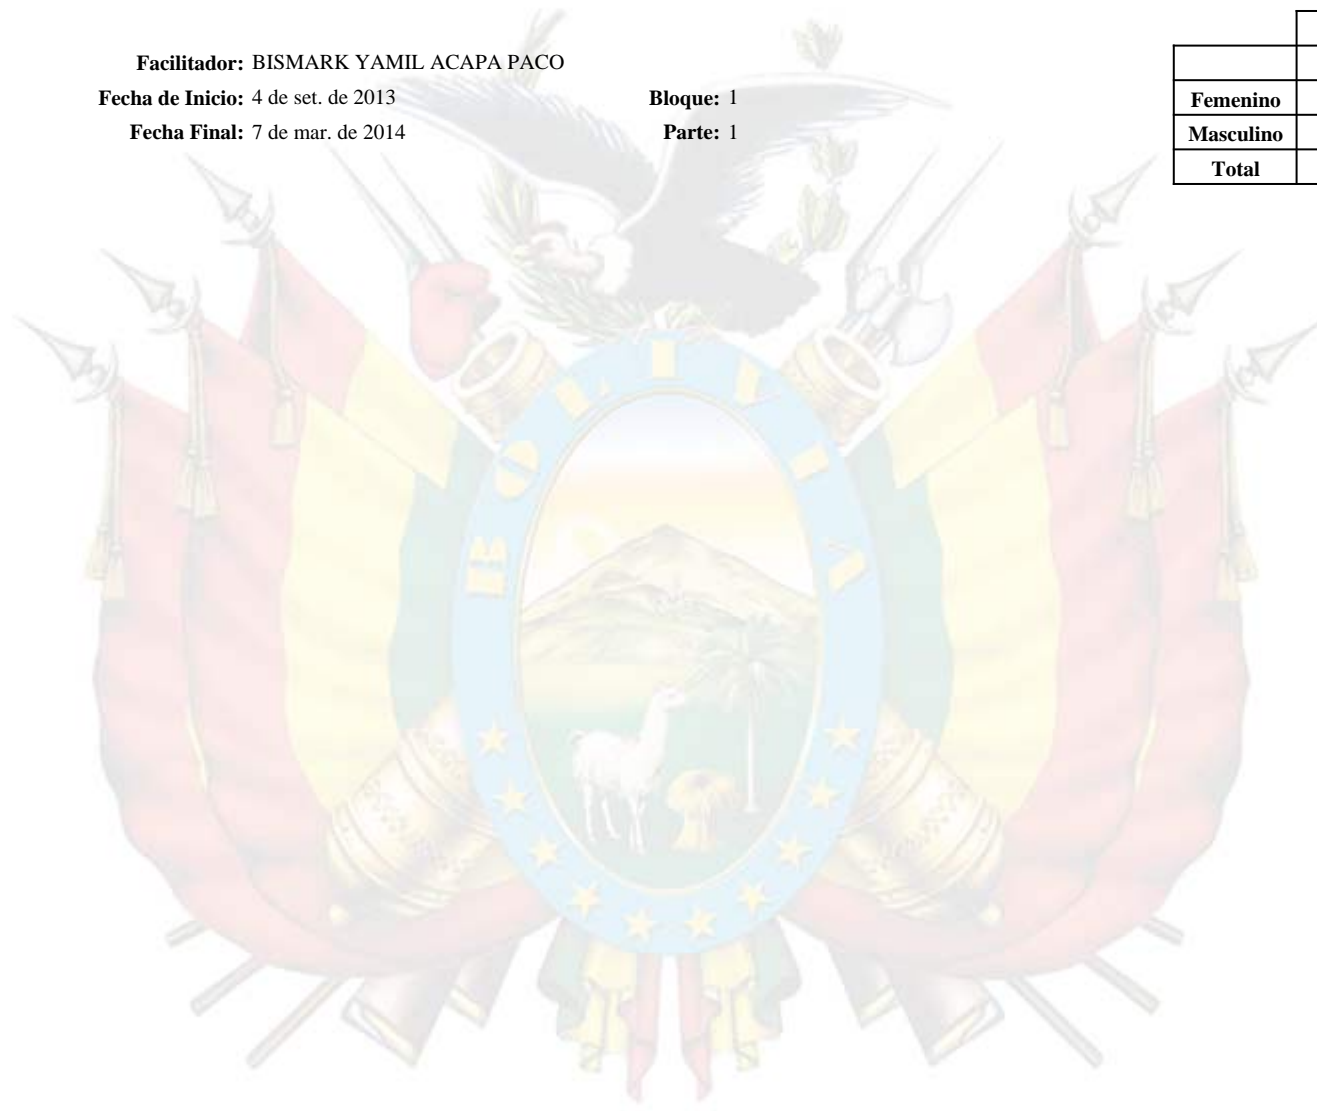 Facilitador: BISMARK YAMIL ACAPA PACO
Fecha de Inicio: 4 de set. de 2013 Bloque: 1
Fecha Final: 7 de mar. de 2014 Parte: 1
Femenino
Masculino
Total
BOLIVIA